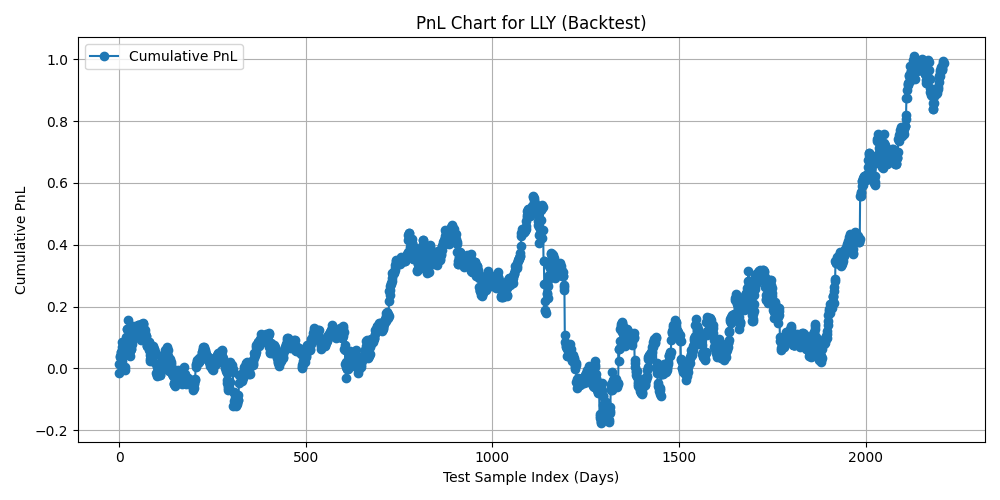 PnL Chart for LLY (Backtest)
Cumulative PnL
1.0
0.8
0.6
0.4
0.2
0.0
−0.2
Cumulative PnL
0 500 1000 1500 2000
Test Sample Index (Days)